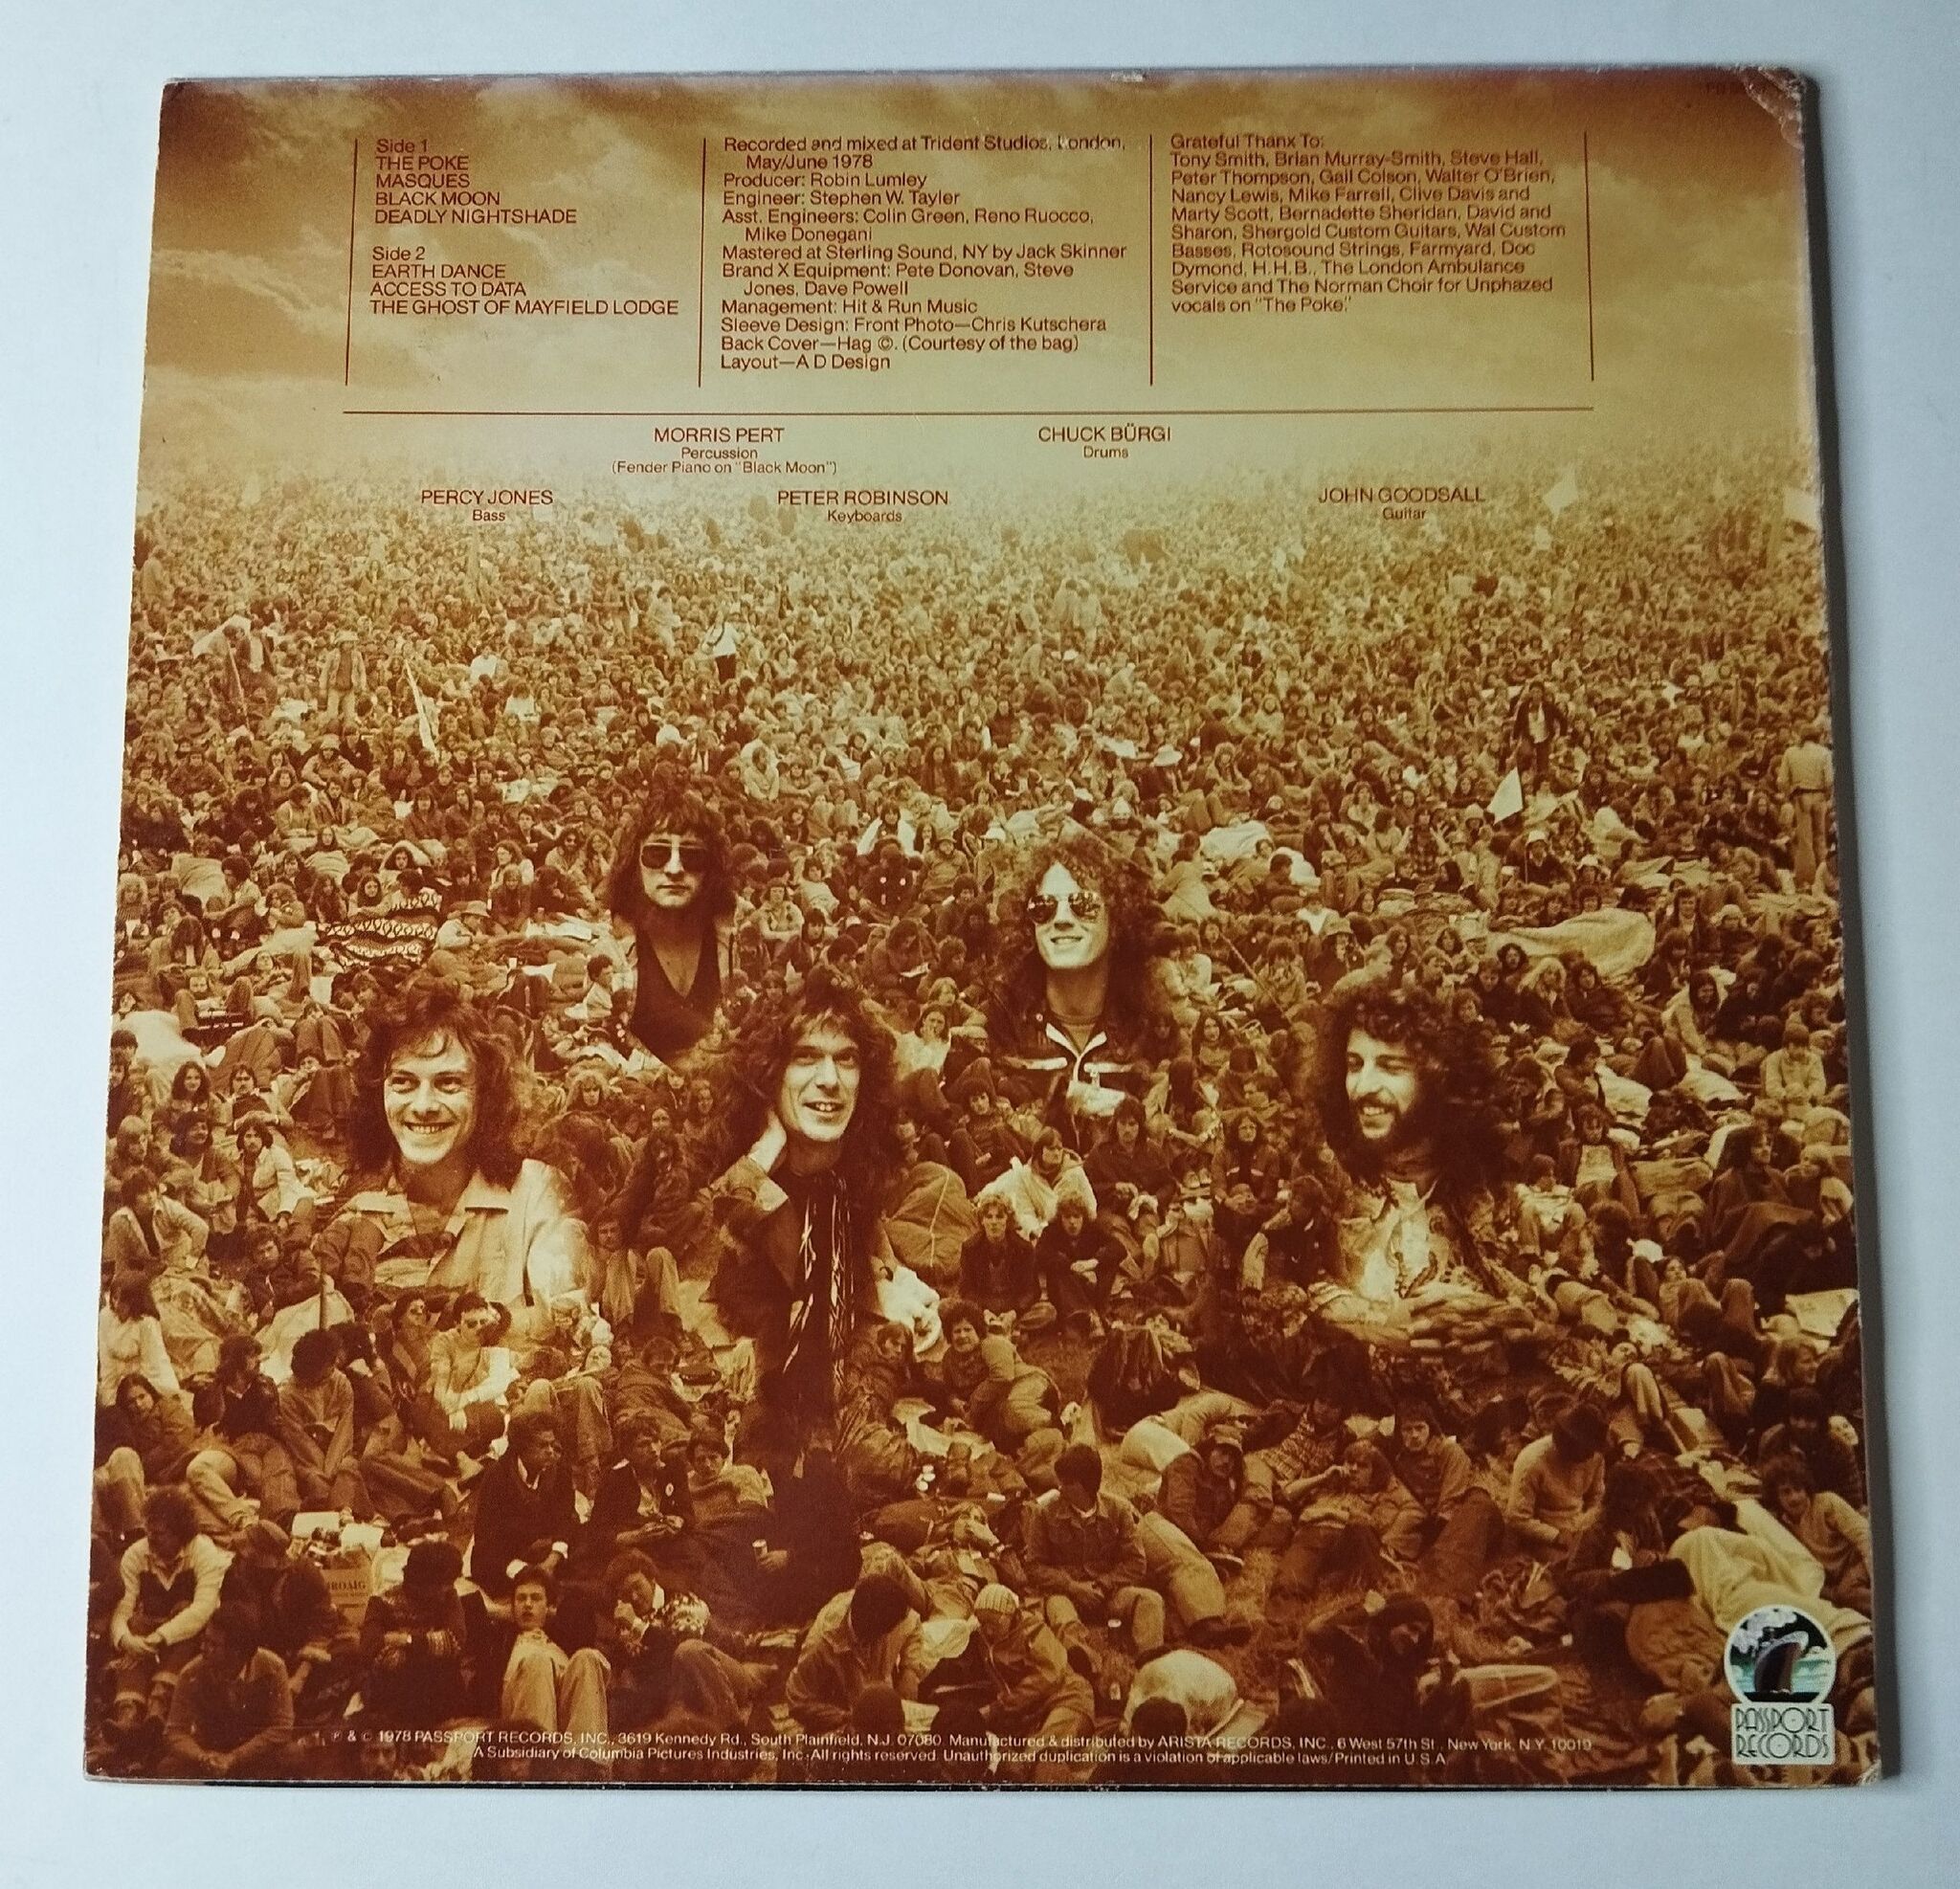 Side 1
THE POKE
MASQUES
BLACK MOON
DEADLY NIGHTSHADE
Side 2
EARTH DANCE
ACCESS TO DATA
THE GHOST OF MAYFIELD LODGE
Recorded and mixed at Trident Studios, London,
May/June 1978
Producer: Robin Lumley
Engineer: Stephen W. Tayler
Asst. Engineers: Colin Green, Reno Ruocco,
Mike Donegani
Mastered at Sterling Sound, NY by Jack Skinner
Brand X Equipment: Pete Donovan, Steve
Jones, Dave Powell
Management: Hit & Run Music
Sleeve Design: Front Photo—Chris Kutschera
Back Cover—Hag ©. (Courtesy of the bag)
Layout—A D Design
Grateful Thanx To:
Tony Smith, Brian Murray-Smith, Steve Hall,
Peter Thompson, Gail Colson, Walter O'Brien,
Nancy Lewis, Mike Farrell, Clive Davis and
Marty Scott, Bernadette Sheridan, David and
Sharon, Shergold Custom Guitars, Wal Custom
Basses, Rotosound Strings, Farmyard, Doc
Dymond, H.H.B., The London Ambulance
Service and The Norman Choir for Unphazed
vocals on "The Poke."
MORRIS PERT
Percussion
(Fender Piano on "Black Moon")
CHUCK BÜRGI
Drums
PERCY JONES
Bass
PETER ROBINSON
Keyboards
JOHN GOODSALL
Guitar
℗ & © 1978 PASSPORT RECORDS, INC., 3619 Kennedy Rd., South Plainfield, N.J. 07080. Manufactured & distributed by ARISTA RECORDS, INC., 6 West 57th St., New York, N.Y. 10019
A Subsidiary of Columbia Pictures Industries, Inc. All rights reserved. Unauthorized duplication is a violation of applicable laws/Printed in U.S.A.
PASSPORT
RECORDS